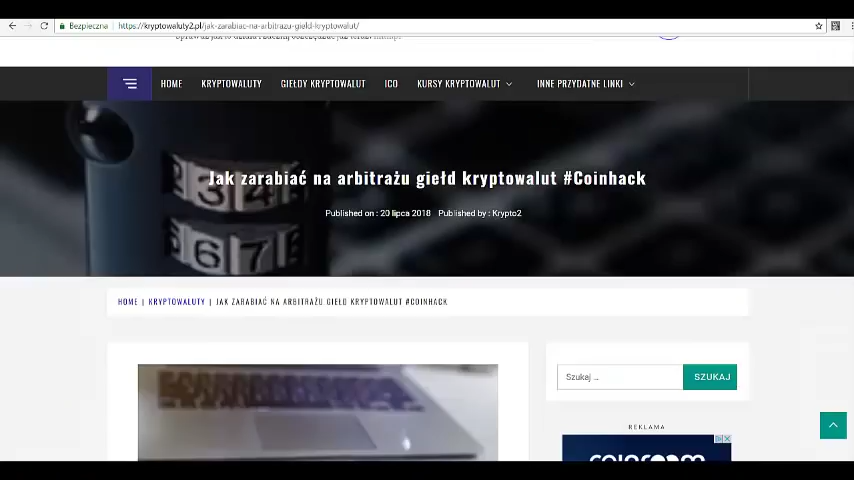 Bezpieczna
https://kryptowaluty2.pl/jak-zarabiac-na-arbitrazu-gield-kryptowalut/
HOME KRYPTOWALUTY GIEŁDY KRYPTOWALUT ICO KURSY KRYPTOWALUT INNE PRZYDATNE LINKI
Jak zarabiać na arbitrażu giełd kryptowalut #Coinhack
Published on : 20 lipca 2018 Published by : Krypto2
HOME | KRYPTOWALUTY | JAK ZARABIAĆ NA ARBITRAŻU GIEŁD KRYPTOWALUT #COINHACK
Szukaj …
SZUKAJ
REKLAMA